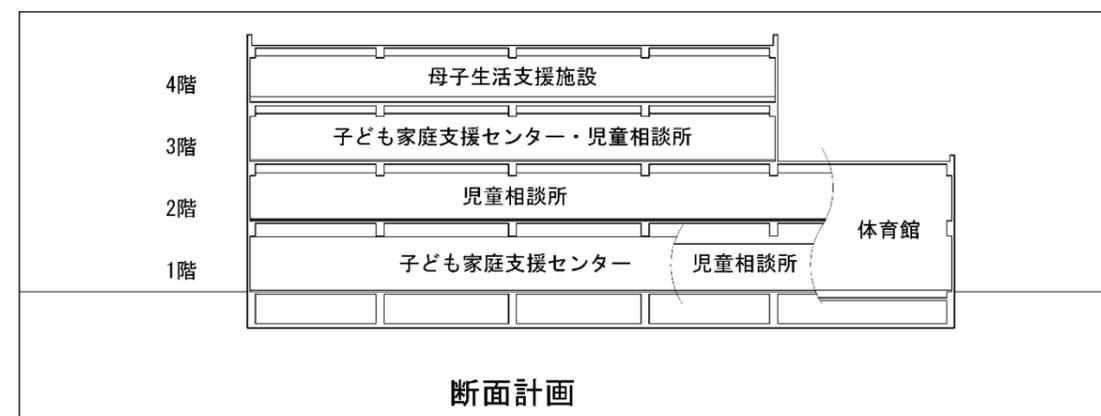 4階 母子生活支援施設
3階 子ども家庭支援センター・児童相談所
2階 児童相談所
体育館
1階 子ども家庭支援センター 児童相談所
断面計画